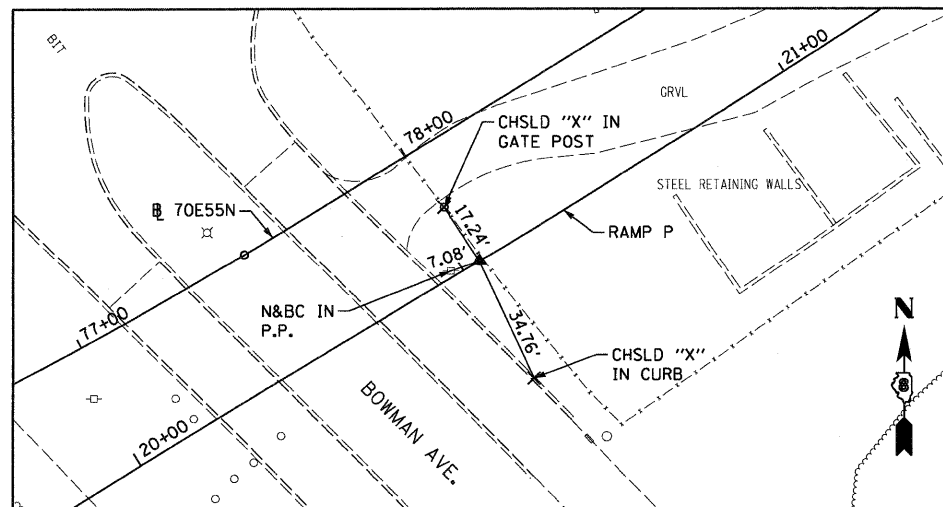 BIT
78+00
21+00
GRVL
CHSLD "X" IN
GATE POST
STEEL RETAINING WALLS
BL 70E55N
17.24'
RAMP P
7.08'
N&BC IN
P.P.
77+00
34.76'
N
CHSLD "X"
IN CURB
BOWMAN AVE.
20+00